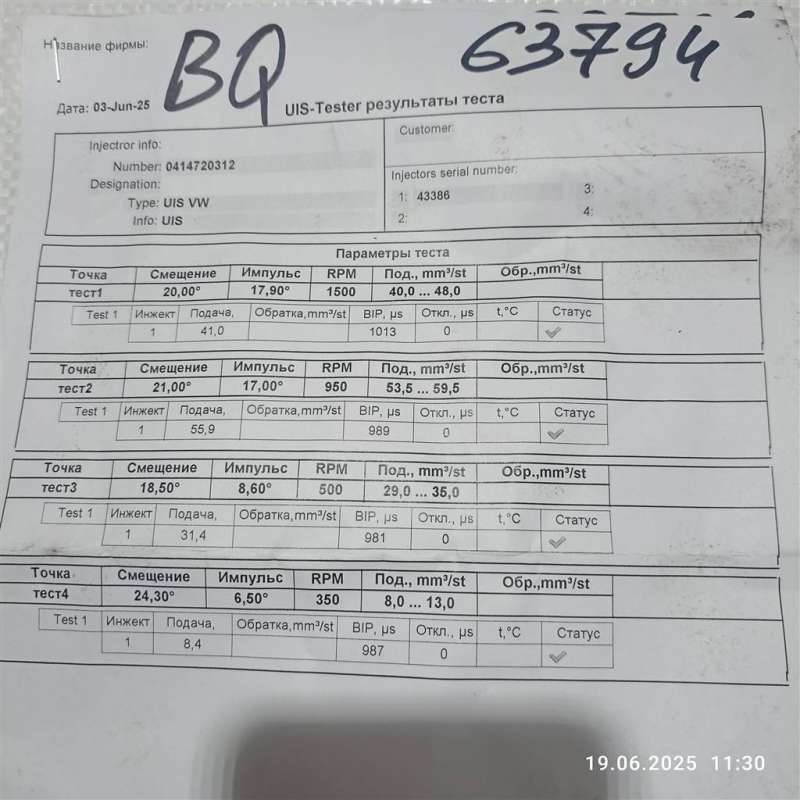 Название фирмы:
BQ
63794
Дата: 03-Jun-25
UIS-Tester результаты теста
Injectror info:
Number: 0414720312
Designation:
Type: UIS VW
Info: UIS
Customer:
Injectors serial number:
1: 43386 3:
2: 4:
Параметры теста
Точка Смещение Импульс RPM Под., mm³/st Обр.,mm³/st
тест1 20,00° 17,90° 1500 40,0 ... 48,0
Test 1 Инжект Подача, Обратка,mm³/st BIP, µs Откл., µs t,°C Статус
1 41,0 1013 0
Точка Смещение Импульс RPM Под., mm³/st Обр.,mm³/st
тест2 21,00° 17,00° 950 53,5 ... 59,5
Test 1 Инжект Подача, Обратка,mm³/st BIP, µs Откл., µs t,°C Статус
1 55,9 989 0
Точка Смещение Импульс RPM Под., mm³/st Обр.,mm³/st
тест3 18,50° 8,60° 500 29,0 ... 35,0
Test 1 Инжект Подача, Обратка,mm³/st BIP, µs Откл., µs t,°C Статус
1 31,4 981 0
Точка Смещение Импульс RPM Под., mm³/st Обр.,mm³/st
тест4 24,30° 6,50° 350 8,0 ... 13,0
Test 1 Инжект Подача, Обратка,mm³/st BIP, µs Откл., µs t,°C Статус
1 8,4 987 0
19.06.2025 11:30